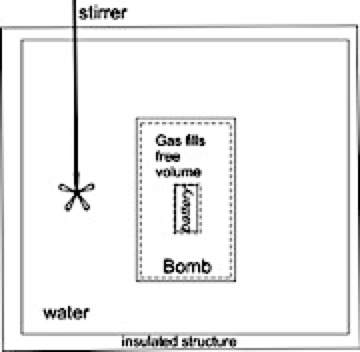 stirrer
Gas fills
free
volume
battery
Bomb
water
insulated structure